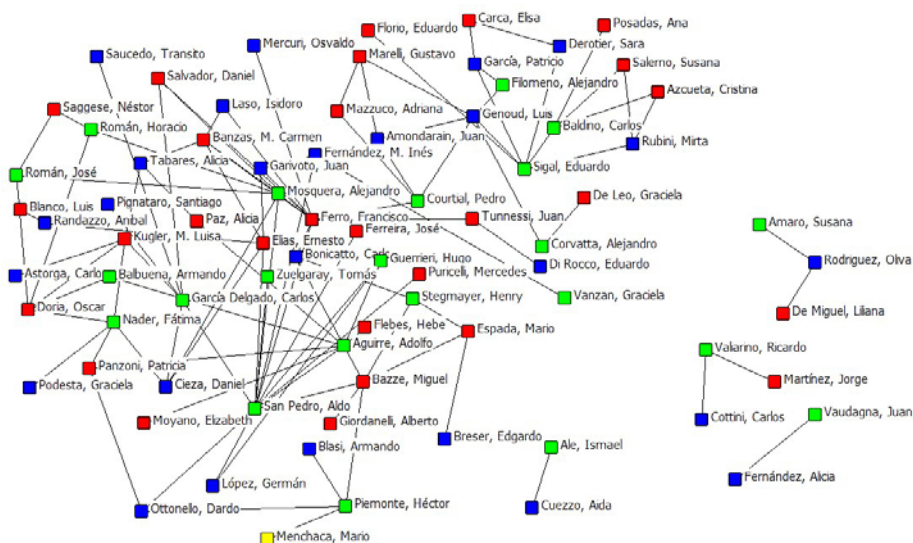 Carca, Elisa
Posadas, Ana
Florio, Eduardo
Mercuri, Osvaldo
Derotier, Sara
Saucedo, Transito
Marelli, Gustavo
García, Patricio
Salerno, Susana
Salvador, Daniel
Filomeno, Alejandro
Azcueta, Cristina
Laso, Isidoro
Saggese, Néstor
Mazzuco, Adriana
Genoud, Luis
Román, Horacio
Baldino, Carlos
Banzas, M. Carmen
Amondarain, Juan
Rubini, Mirta
Fernández, M. Inés
Tabares, Alicia
Garivoto, Juan
Sigal, Eduardo
Román, José
Mosquera, Alejandro
Courtial, Pedro
De Leo, Graciela
Pignataro, Santiago
Blanco, Luis
Randazzo, Anibal
Paz, Alicia
Ferro, Francisco
Tunnessi, Juan
Amaro, Susana
Ferreira, José
Kugler, M. Luisa
Elias, Ernesto
Corvatta, Alejandro
Bonicatto, Carl
Guerrieri, Hugo
Rodriguez, Olva
Di Rocco, Eduardo
Astorga, Carlo
Balbuena, Armando
Zuelgaray, Tomás
Puriceli, Mercedes
García Delgado, Carlos
Stegmayer, Henry
Vanzan, Graciela
Doria, Oscar
De Miguel, Liliana
Nader, Fátima
Flebes, Hebe
Espada, Mario
Aguirre, Adolfo
Valarino, Ricardo
Panzoni, Patricia
Podesta, Graciela
Cieza, Daniel
Bazze, Miguel
Martínez, Jorge
San Pedro, Aldo
Vaudagna, Juan
Moyano, Elizabeth
Giordaneli, Alberto
Cottini, Carlos
Breser, Edgardo
Blasi, Armando
Ale, Ismael
Fernández, Alicia
López, Germán
Ottonello, Dardo
Piemonte, Héctor
Cuezzo, Aida
Menchaca, Mario